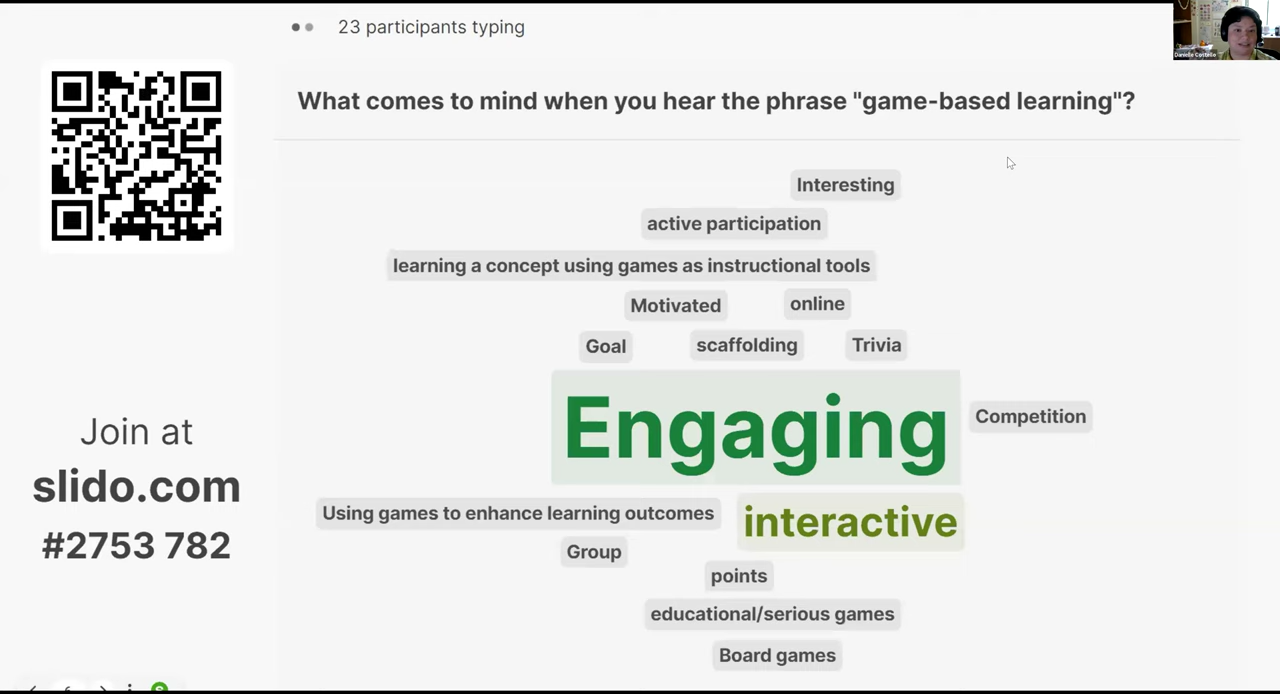 23 participants typing
What comes to mind when you hear the phrase "game-based learning"?
Interesting
active participation
learning a concept using games as instructional tools
Motivated
online
Goal
scaffolding
Trivia
Engaging
Competition
Using games to enhance learning outcomes
interactive
Group
points
educational/serious games
Board games
Join at
slido.com
#2753 782